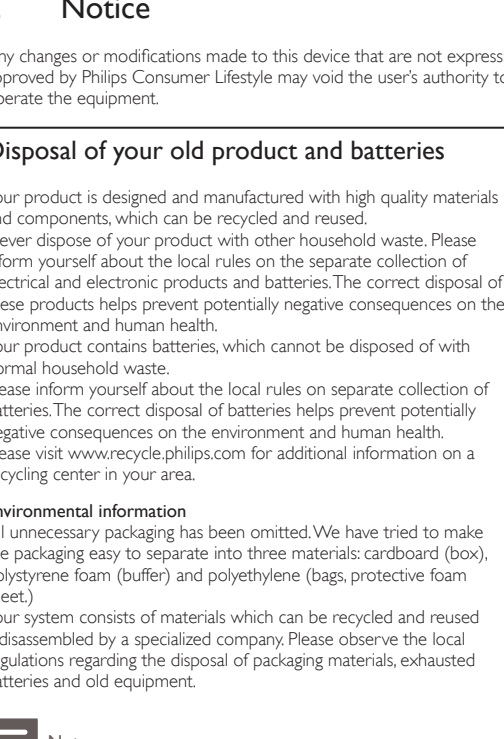 Notice
ny changes or modifications made to this device that are not express
pproved by Philips Consumer Lifestyle may void the user's authority to
perate the equipment.
Disposal of your old product and batteries
our product is designed and manufactured with high quality materials
nd components, which can be recycled and reused.
ever dispose of your product with other household waste. Please
form yourself about the local rules on the separate collection of
ectrical and electronic products and batteries. The correct disposal of
ese products helps prevent potentially negative consequences on the
nvironment and human health.
our product contains batteries, which cannot be disposed of with
ormal household waste.
ease inform yourself about the local rules on separate collection of
atteries. The correct disposal of batteries helps prevent potentially
egative consequences on the environment and human health.
ease visit www.recycle.philips.com for additional information on a
cycling center in your area.
nvironmental information
l unnecessary packaging has been omitted. We have tried to make
e packaging easy to separate into three materials: cardboard (box),
olystyrene foam (buffer) and polyethylene (bags, protective foam
eet.)
our system consists of materials which can be recycled and reused
disassembled by a specialized company. Please observe the local
gulations regarding the disposal of packaging materials, exhausted
atteries and old equipment.